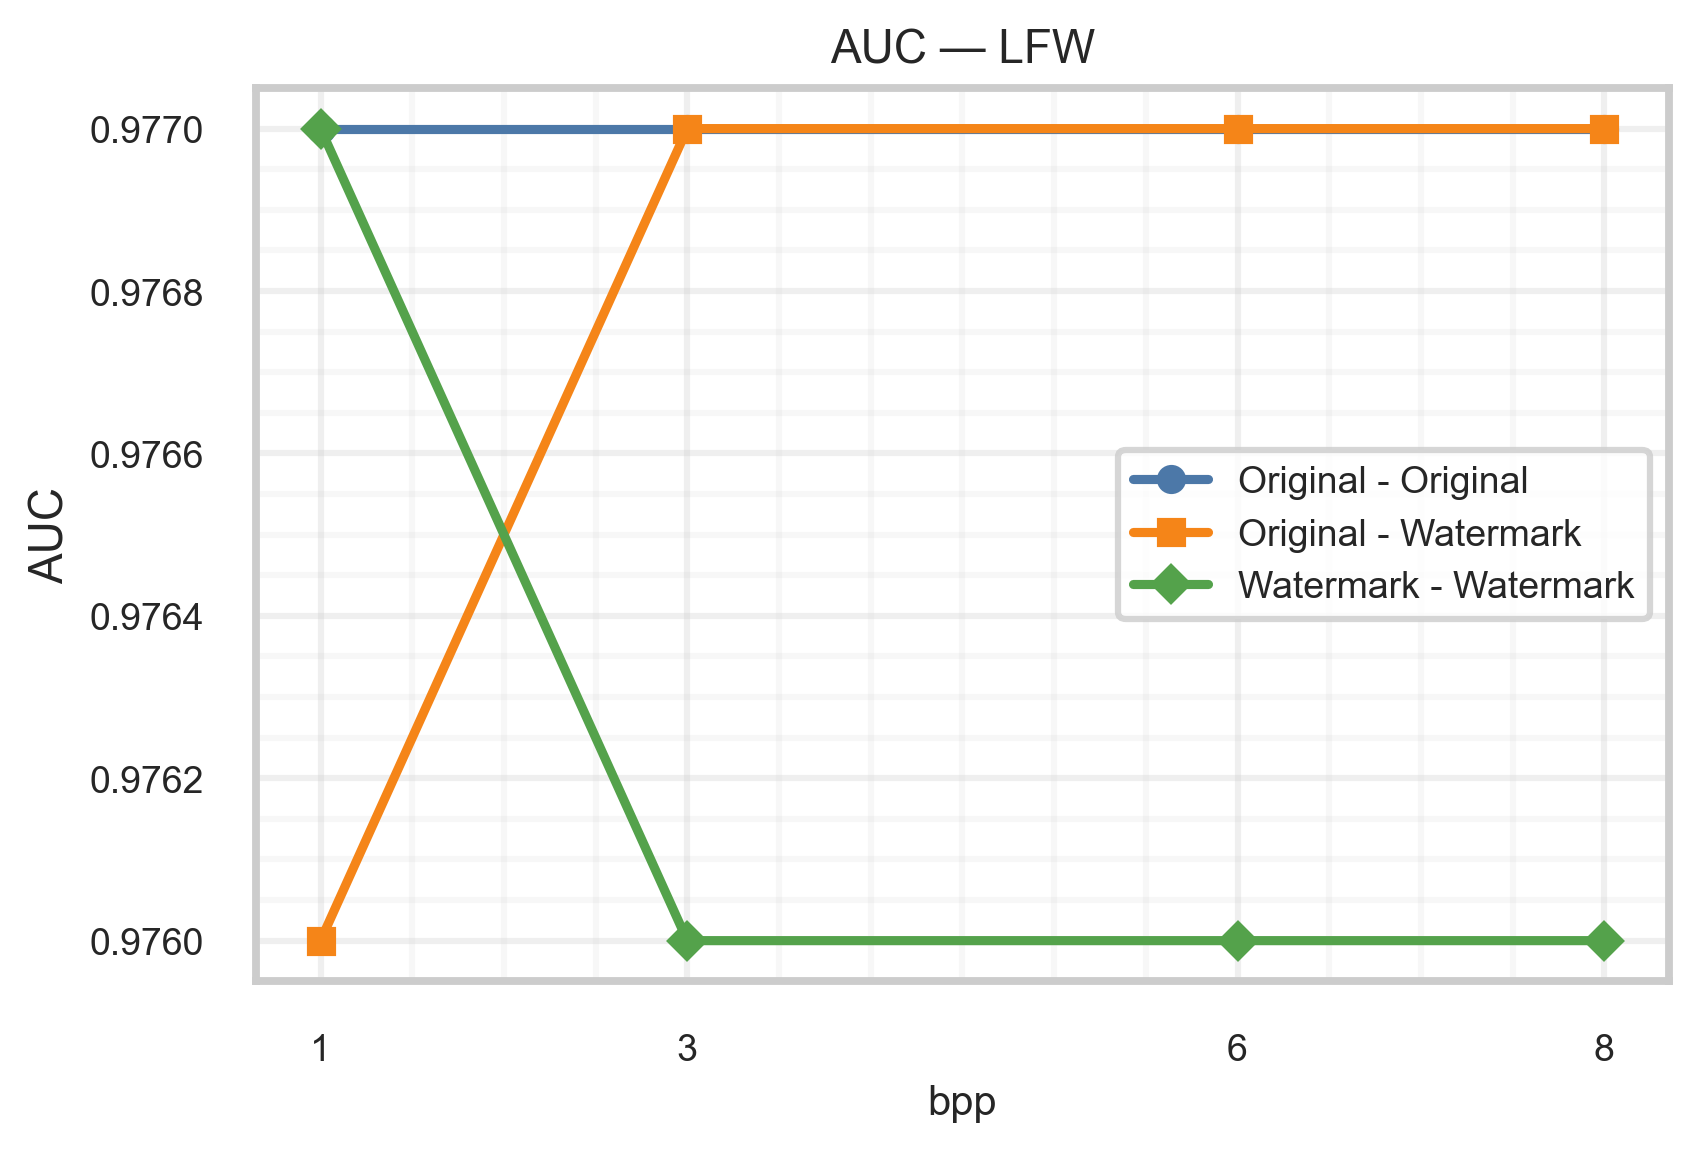 AUC — LFW
0.9770
0.9768
0.9766
0.9764
0.9762
0.9760
AUC
Original - Original
Original - Watermark
Watermark - Watermark
1 3 6 8
bpp